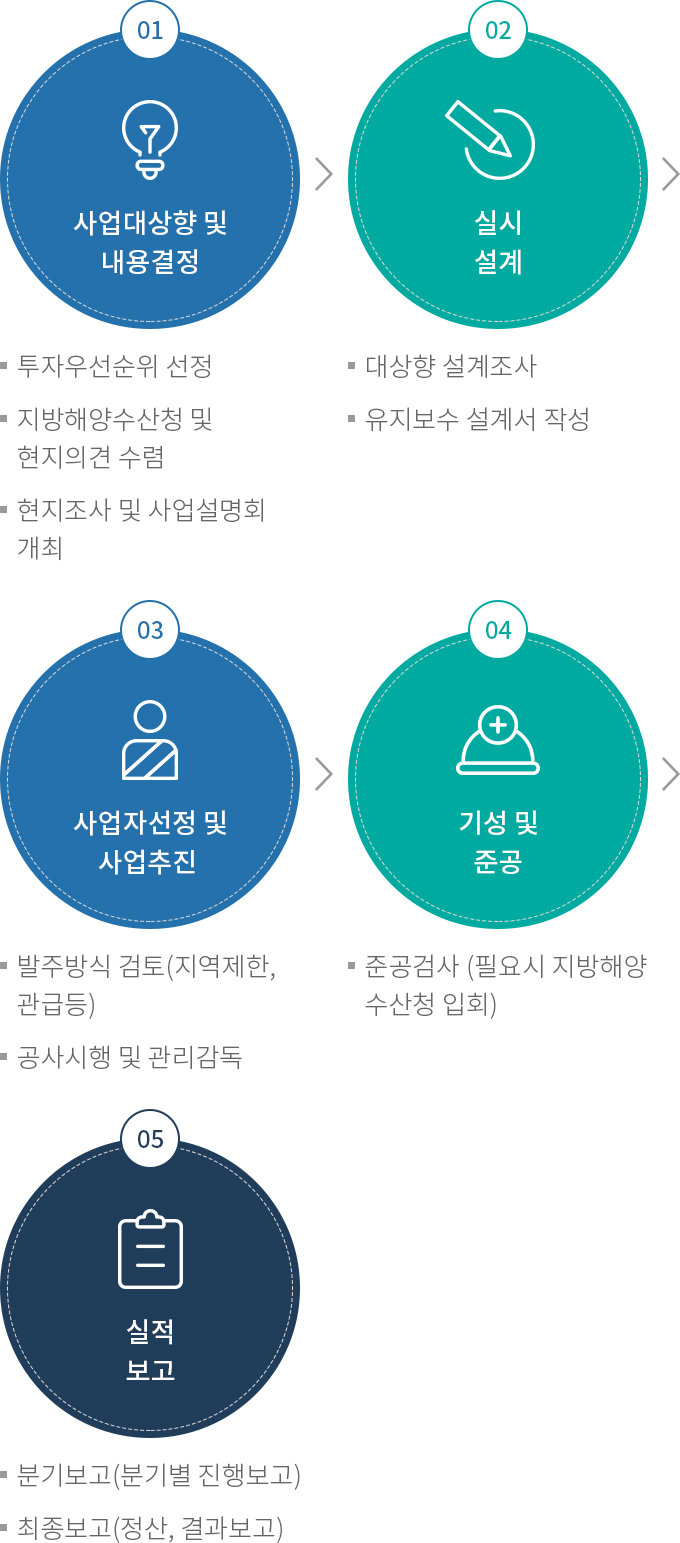 01
사업대상향 및
내용결정
투자우선순위 선정
지방해양수산청 및
현지의견 수렴
현지조사 및 사업설명회
개최
02
실시
설계
대상향 설계조사
유지보수 설계서 작성
03
사업자선정 및
사업추진
발주방식 검토(지역제한,
관급등)
공사시행 및 관리감독
04
기성 및
준공
준공검사 (필요시 지방해양
수산청 입회)
05
실적
보고
분기보고(분기별 진행보고)
최종보고(정산, 결과보고)